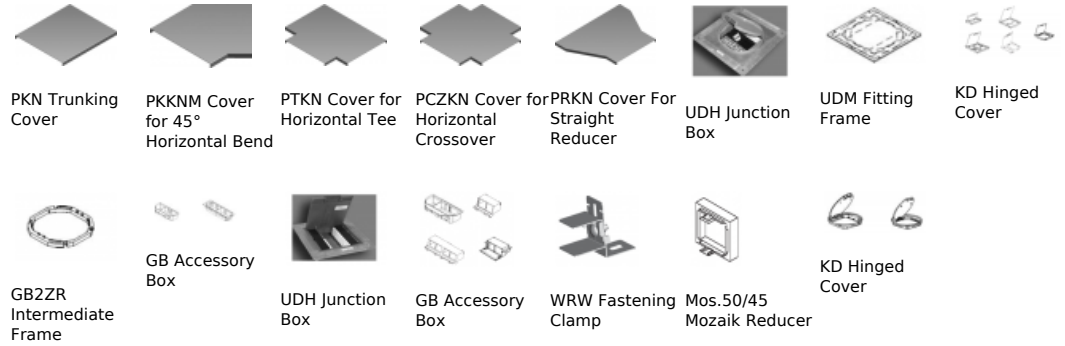 PKN Trunking
Cover
PKKNM Cover
for 45°
Horizontal Bend
PTKN Cover for
Horizontal Tee
PCZKN Cover for
Horizontal
Crossover
PRKN Cover For
Straight
Reducer
UDH Junction
Box
UDM Fitting
Frame
KD Hinged
Cover
GB2ZR
Intermediate
Frame
GB Accessory
Box
UDH Junction
Box
GB Accessory
Box
WRW Fastening
Clamp
Mos.50/45
Mozaik Reducer
KD Hinged
Cover